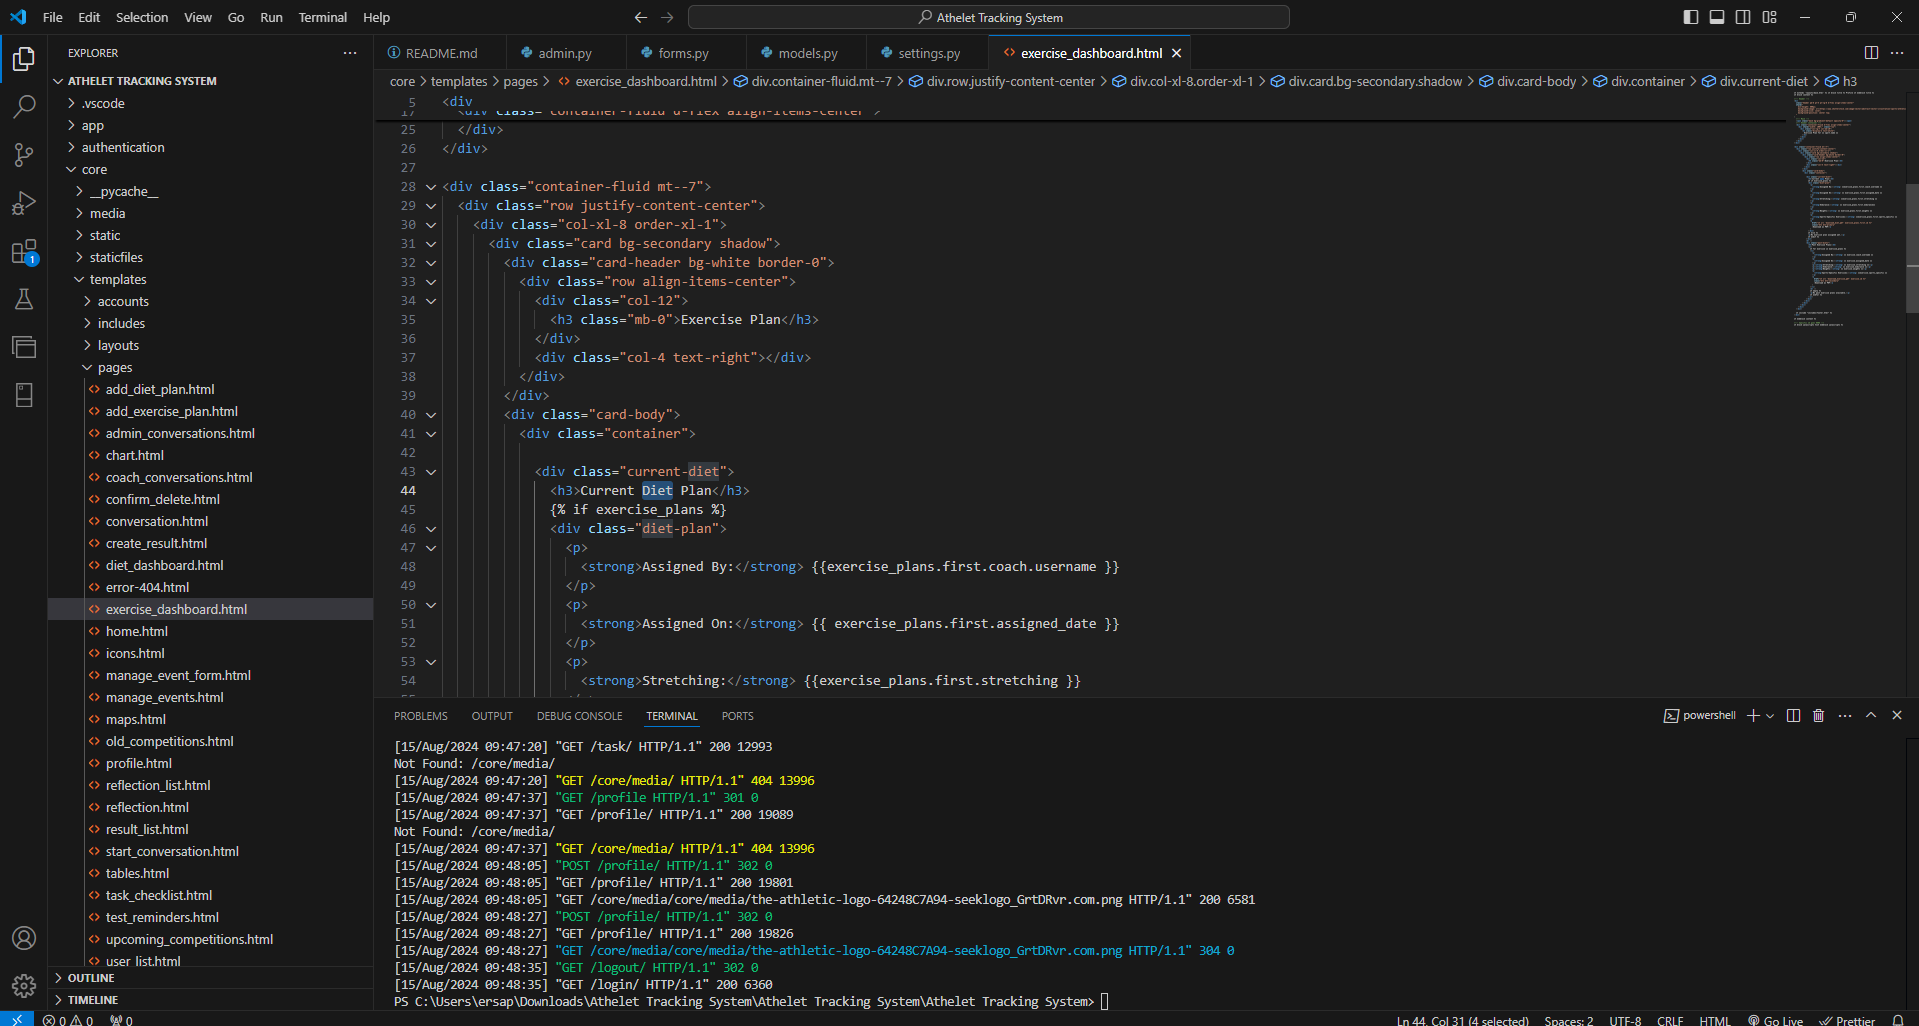 File Edit Selection View Go Run Terminal Help
Athelet Tracking System
EXPLORER
ATHELET TRACKING SYSTEM
.vscode
app
authentication
core
__pycache__
media
static
staticfiles
templates
accounts
includes
layouts
pages
add_diet_plan.html
add_exercise_plan.html
admin_conversations.html
chart.html
coach_conversations.html
confirm_delete.html
conversation.html
create_result.html
diet_dashboard.html
error-404.html
exercise_dashboard.html
home.html
icons.html
manage_event_form.html
manage_events.html
maps.html
old_competitions.html
profile.html
reflection_list.html
reflection.html
result_list.html
start_conversation.html
tables.html
task_checklist.html
test_reminders.html
upcoming_competitions.html
user_list.html
OUTLINE
TIMELINE
1
README.md admin.py forms.py models.py settings.py exercise_dashboard.html
core > templates > pages > exercise_dashboard.html > div.container-fluid.mt--7 > div.row.justify-content-center > div.col-xl-8.order-xl-1 > div.card.bg-secondary.shadow > div.card-body > div.container > div.current-diet > h3
5 <div
17 <div class="container-fluid d-flex align-items-center">
25 </div>
26 </div>
27
28 <div class="container-fluid mt--7">
29 <div class="row justify-content-center">
30 <div class="col-xl-8 order-xl-1">
31 <div class="card bg-secondary shadow">
32 <div class="card-header bg-white border-0">
33 <div class="row align-items-center">
34 <div class="col-12">
35 <h3 class="mb-0">Exercise Plan</h3>
36 </div>
37 <div class="col-4 text-right"></div>
38 </div>
39 </div>
40 <div class="card-body">
41 <div class="container">
42
43 <div class="current-diet">
44 <h3>Current Diet Plan</h3>
45 {% if exercise_plans %}
46 <div class="diet-plan">
47 <p>
48 <strong>Assigned By:</strong> {{exercise_plans.first.coach.username }}
49 </p>
50 <p>
51 <strong>Assigned On:</strong> {{ exercise_plans.first.assigned_date }}
52 </p>
53 <p>
54 <strong>Stretching:</strong> {{exercise_plans.first.stretching }}
PROBLEMS OUTPUT DEBUG CONSOLE TERMINAL PORTS
powershell
[15/Aug/2024 09:47:20] "GET /task/ HTTP/1.1" 200 12993
Not Found: /core/media/
[15/Aug/2024 09:47:20] "GET /core/media/ HTTP/1.1" 404 13996
[15/Aug/2024 09:47:37] "GET /profile HTTP/1.1" 301 0
[15/Aug/2024 09:47:37] "GET /profile/ HTTP/1.1" 200 19089
Not Found: /core/media/
[15/Aug/2024 09:47:37] "GET /core/media/ HTTP/1.1" 404 13996
[15/Aug/2024 09:48:05] "POST /profile/ HTTP/1.1" 302 0
[15/Aug/2024 09:48:05] "GET /profile/ HTTP/1.1" 200 19801
[15/Aug/2024 09:48:05] "GET /core/media/core/media/the-athletic-logo-64248C7A94-seeklogo_GrtDRvr.com.png HTTP/1.1" 200 6581
[15/Aug/2024 09:48:27] "POST /profile/ HTTP/1.1" 302 0
[15/Aug/2024 09:48:27] "GET /profile/ HTTP/1.1" 200 19826
[15/Aug/2024 09:48:27] "GET /core/media/core/media/the-athletic-logo-64248C7A94-seeklogo_GrtDRvr.com.png HTTP/1.1" 304 0
[15/Aug/2024 09:48:35] "GET /logout/ HTTP/1.1" 302 0
[15/Aug/2024 09:48:35] "GET /login/ HTTP/1.1" 200 6360
PS C:\Users\ersap\Downloads\Athelet Tracking System\Athelet Tracking System\Athelet Tracking System>
0 0 0 Ln 44, Col 31 (4 selected) Spaces: 2 UTF-8 CRLF HTML Go Live Prettier